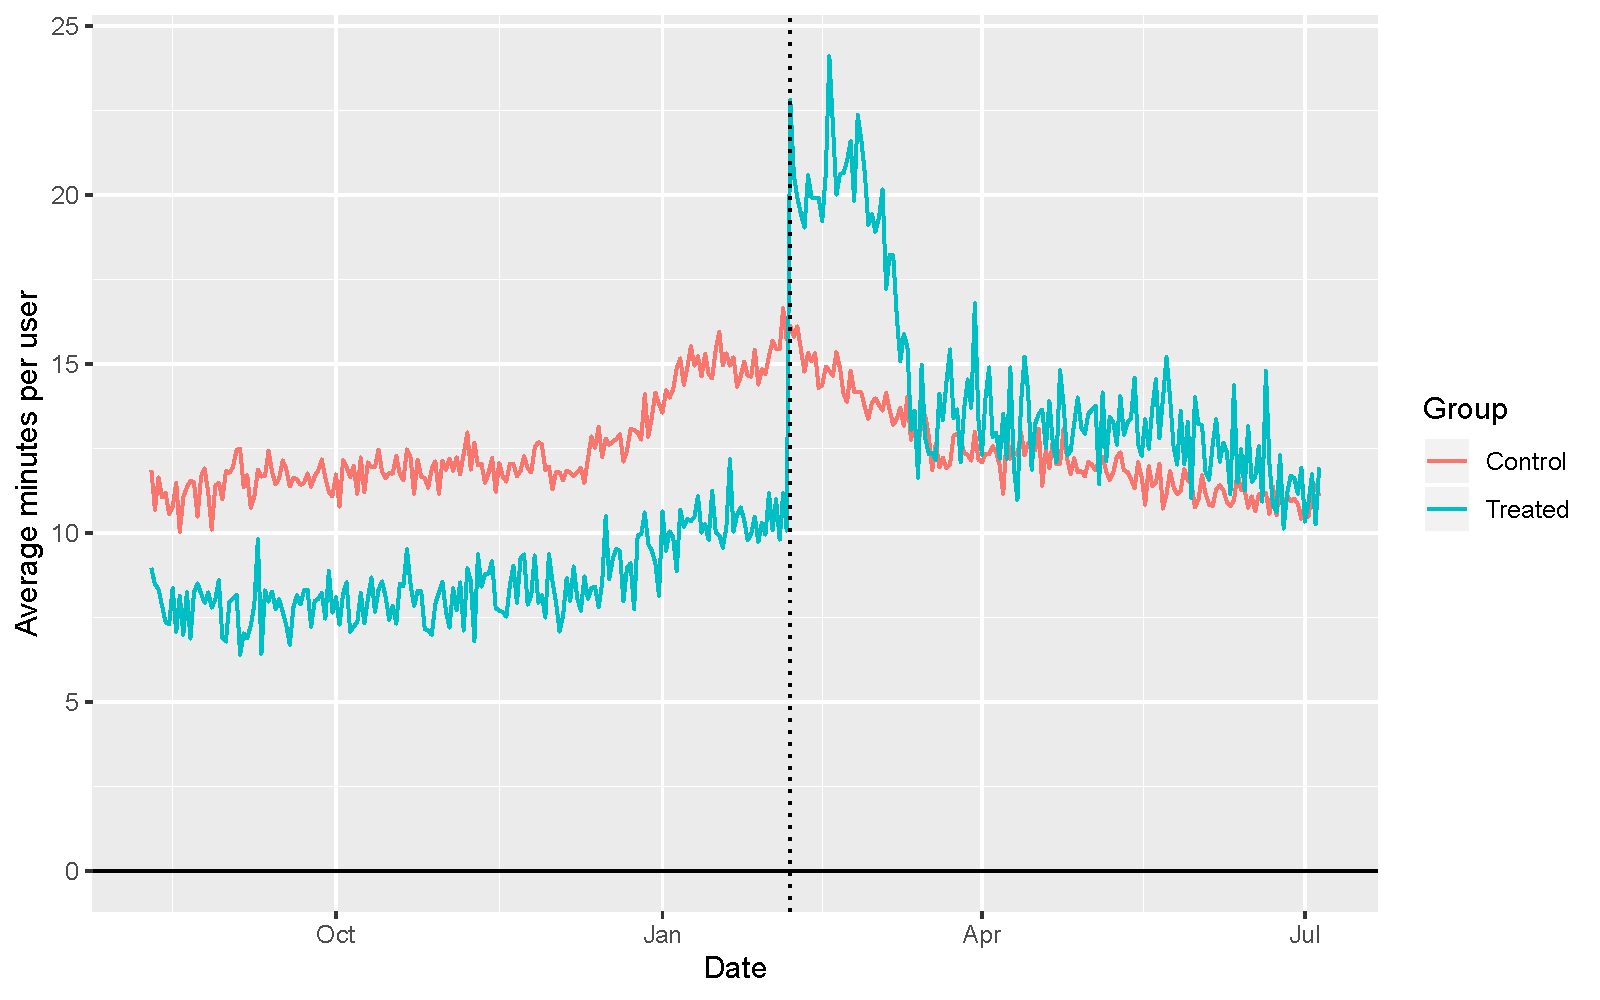 25
20
15
10
5
0
Average minutes per user
Oct
Jan
Apr
Jul
Date
Group
Control
Treated